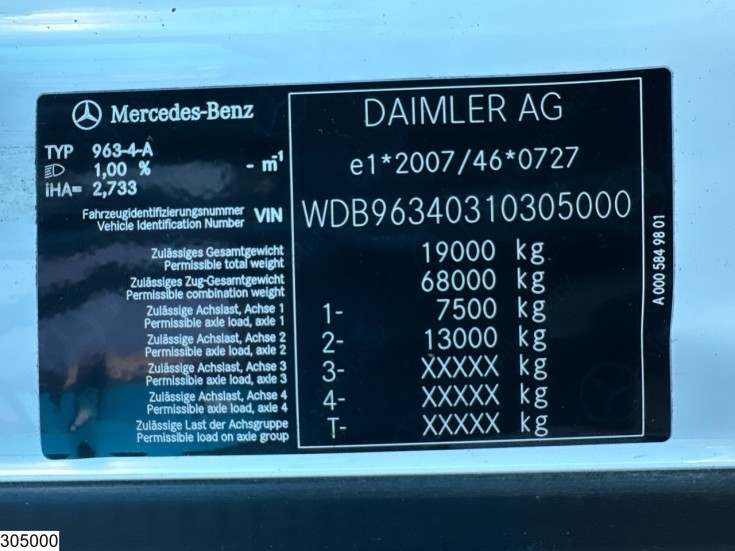 Mercedes-Benz
DAIMLER AG
TYP 963-4-A
1,00 % - m-1
iHA= 2,733
e1*2007/46*0727
Fahrzeugidentifizierungsnummer
Vehicle Identification Number
VIN WDB96340310305000
Zulässiges Gesamtgewicht
Permissible total weight
19000 kg
Zulässiges Zug-Gesamtgewicht
Permissible combination weight
68000 kg
Zulässige Achslast, Achse 1
Permissible axle load, axle 1
1- 7500 kg
Zulässige Achslast, Achse 2
Permissible axle load, axle 2
2- 13000 kg
Zulässige Achslast, Achse 3
Permissible axle load, axle 3
3- XXXXX kg
Zulässige Achslast, Achse 4
Permissible axle load, axle 4
4- XXXXX kg
Zulässige Last der Achsgruppe
Permissible load on axle group
T- XXXXX kg
A 000 584 98 01
305000